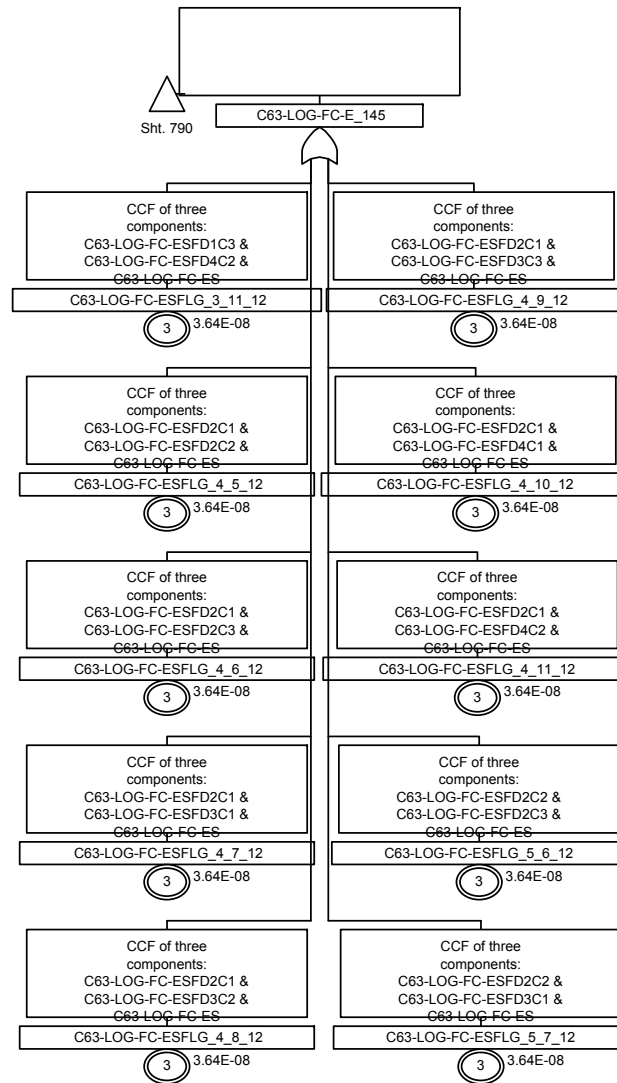 C63-LOG-FC-E_145
Sht. 790
CCF of three
components:
C63-LOG-FC-ESFD1C3 &
C63-LOG-FC-ESFD4C2 &
C63-LOG-FC-ES
C63-LOG-FC-ESFLG_3_11_12
3
3.64E-08
CCF of three
components:
C63-LOG-FC-ESFD2C1 &
C63-LOG-FC-ESFD3C3 &
C63-LOG-FC-ES
C63-LOG-FC-ESFLG_4_9_12
3
3.64E-08
CCF of three
components:
C63-LOG-FC-ESFD2C1 &
C63-LOG-FC-ESFD2C2 &
C63-LOG-FC-ES
C63-LOG-FC-ESFLG_4_5_12
3
3.64E-08
CCF of three
components:
C63-LOG-FC-ESFD2C1 &
C63-LOG-FC-ESFD4C1 &
C63-LOG-FC-ES
C63-LOG-FC-ESFLG_4_10_12
3
3.64E-08
CCF of three
components:
C63-LOG-FC-ESFD2C1 &
C63-LOG-FC-ESFD2C3 &
C63-LOG-FC-ES
C63-LOG-FC-ESFLG_4_6_12
3
3.64E-08
CCF of three
components:
C63-LOG-FC-ESFD2C1 &
C63-LOG-FC-ESFD4C2 &
C63-LOG-FC-ES
C63-LOG-FC-ESFLG_4_11_12
3
3.64E-08
CCF of three
components:
C63-LOG-FC-ESFD2C1 &
C63-LOG-FC-ESFD3C1 &
C63-LOG-FC-ES
C63-LOG-FC-ESFLG_4_7_12
3
3.64E-08
CCF of three
components:
C63-LOG-FC-ESFD2C2 &
C63-LOG-FC-ESFD2C3 &
C63-LOG-FC-ES
C63-LOG-FC-ESFLG_5_6_12
3
3.64E-08
CCF of three
components:
C63-LOG-FC-ESFD2C1 &
C63-LOG-FC-ESFD3C2 &
C63-LOG-FC-ES
C63-LOG-FC-ESFLG_4_8_12
3
3.64E-08
CCF of three
components:
C63-LOG-FC-ESFD2C2 &
C63-LOG-FC-ESFD3C1 &
C63-LOG-FC-ES
C63-LOG-FC-ESFLG_5_7_12
3
3.64E-08